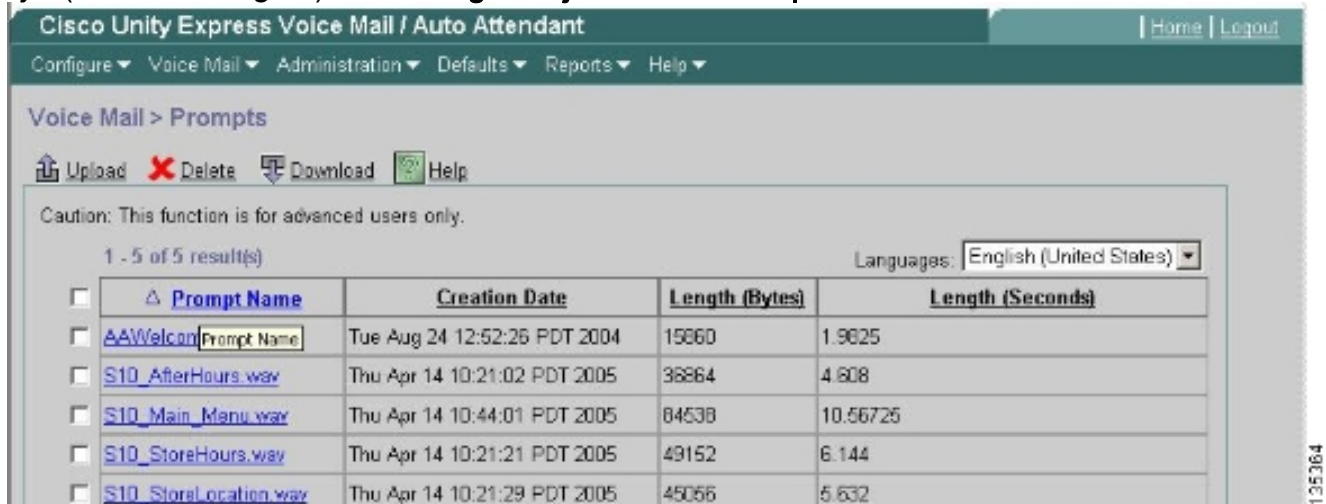 Cisco Unity Express Voice Mail / Auto Attendant
Home | Logout
Configure Voice Mail Administration Defaults Reports Help
Voice Mail > Prompts
Upload Delete Download Help
Caution: This function is for advanced users only.
1 - 5 of 5 result(s)
Languages: English (United States)
Prompt Name Creation Date Length (Bytes) Length (Seconds)
AAWelcom Prompt Name Tue Aug 24 12:52:26 PDT 2004 15860 1.9825
S10_AfterHours.wav Thu Apr 14 10:21:02 PDT 2005 36864 4.608
S10_Main_Menu.wav Thu Apr 14 10:44:01 PDT 2005 84538 10.56725
S10_StoreHours.wav Thu Apr 14 10:21:21 PDT 2005 49152 6.144
S10_StoreLocation.wav Thu Apr 14 10:21:29 PDT 2005 45056 5.632
135364